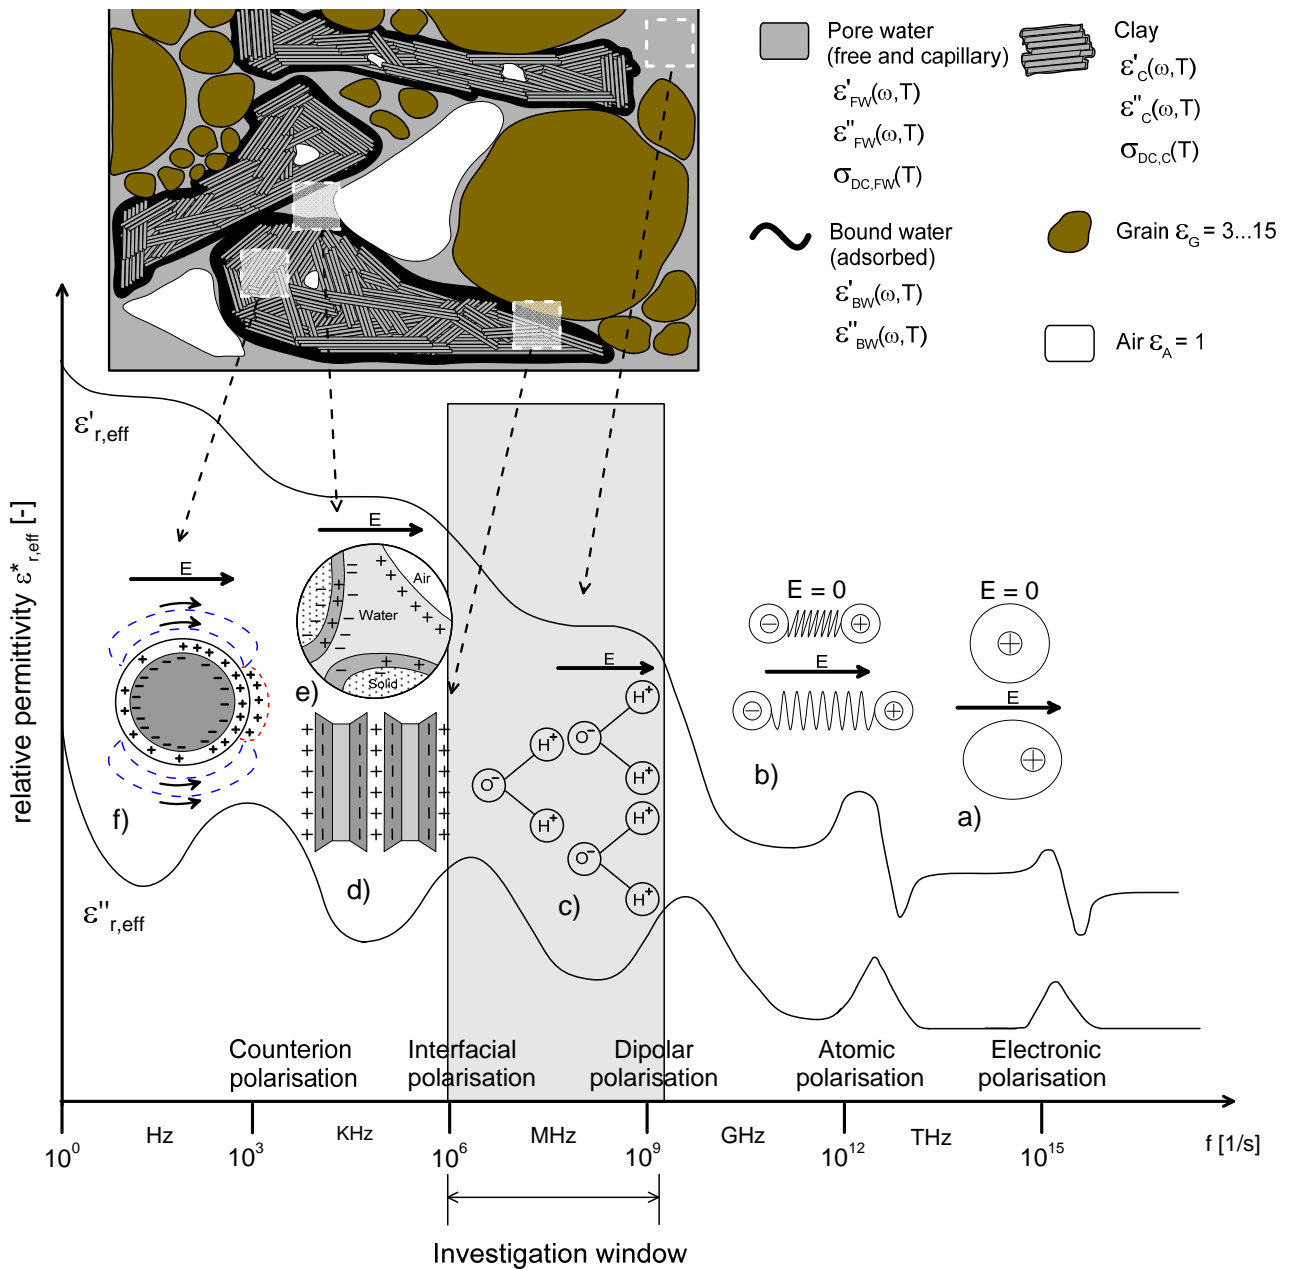 Pore water
(free and capillary)
ε'FW(ω,T)
ε''FW(ω,T)
σDC,FW(T)
Clay
ε'C(ω,T)
ε''C(ω,T)
σDC,C(T)
Bound water
(adsorbed)
ε'BW(ω,T)
ε''BW(ω,T)
Grain εG = 3...15
Air εA = 1
relative permittivity ε*r,eff [-]
ε'r,eff
ε''r,eff
E
E
Air
Water
Solid
e)
f)
d)
E
H+
O−
H+
H+
O−
H+
H+
O−
H+
c)
E = 0
−
+
E
−
+
b)
E = 0
+
E
+
a)
Counterion
polarisation
Interfacial
polarisation
Dipolar
polarisation
Atomic
polarisation
Electronic
polarisation
Hz
KHz
MHz
GHz
THz
10⁰
10³
10⁶
10⁹
10¹²
10¹⁵
f [1/s]
Investigation window